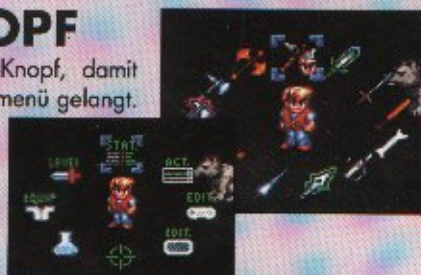 OPF
Knopf, damit
menü gelangt.
STAT
LEVEL
ACT.
EQUIP
EDIT.
EDIT.